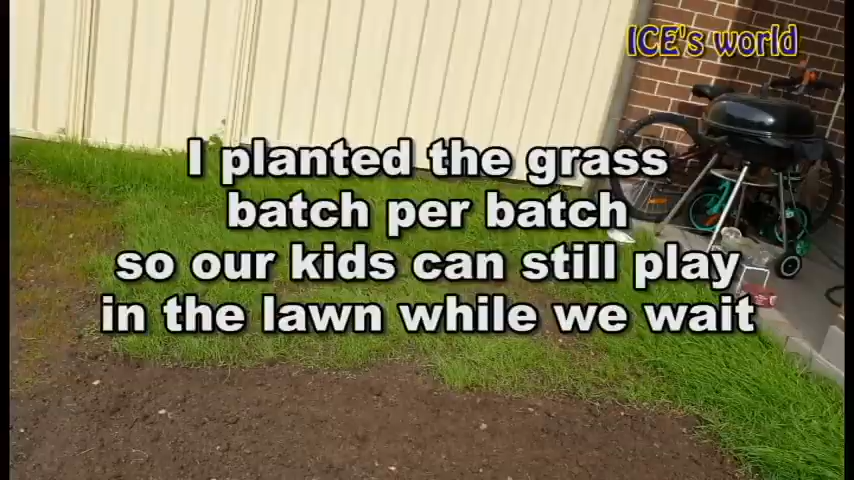 ICE's world
I planted the grass
batch per batch
so our kids can still play
in the lawn while we wait